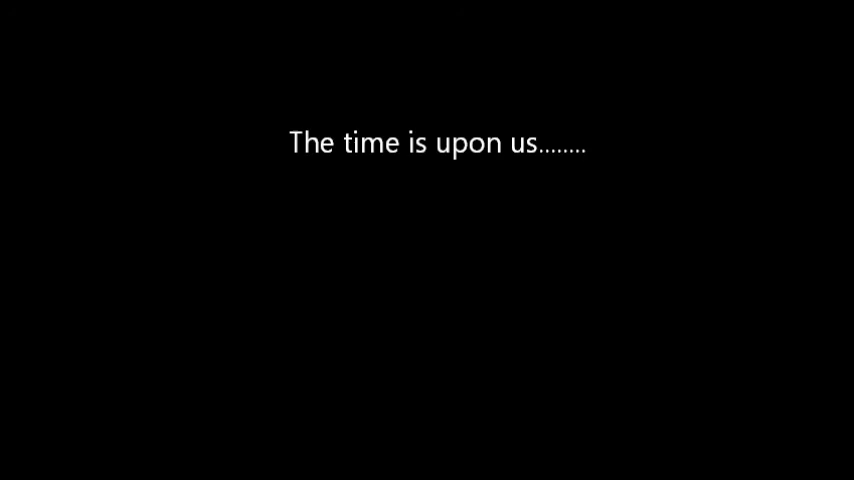 The time is upon us........